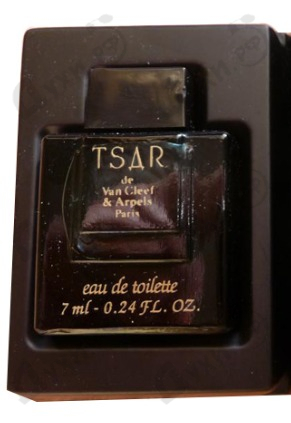 TSAR
de
Van Cleef
& Arpels
Paris
eau de toilette
7 ml - 0.24 FL. OZ.